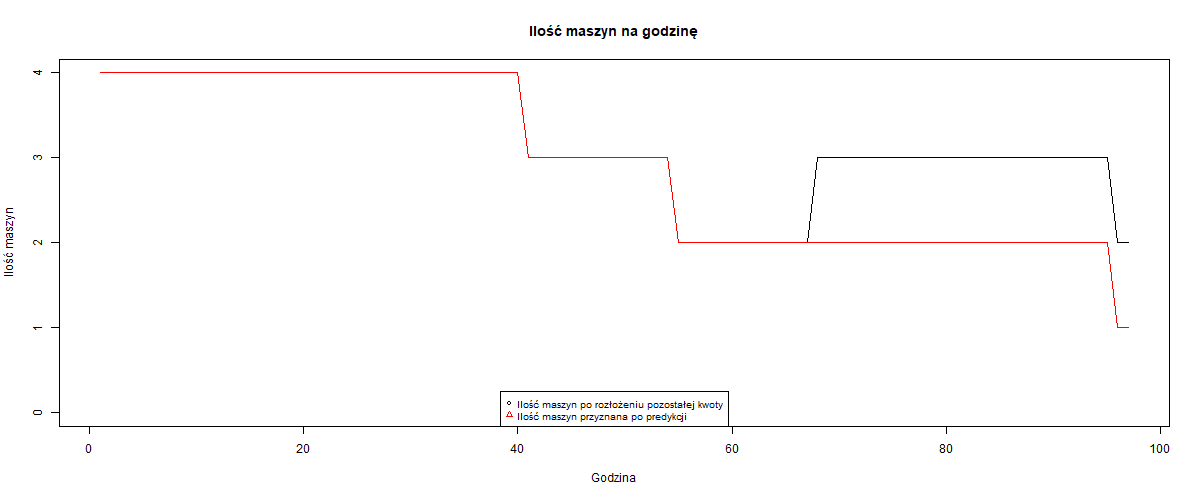 Ilość maszyn na godzinę
Ilość maszyn
4
3
2
1
0
Ilość maszyn po rozłożeniu pozostałej kwoty
Ilość maszyn przyznana po predykcji
0 20 40 60 80 100
Godzina